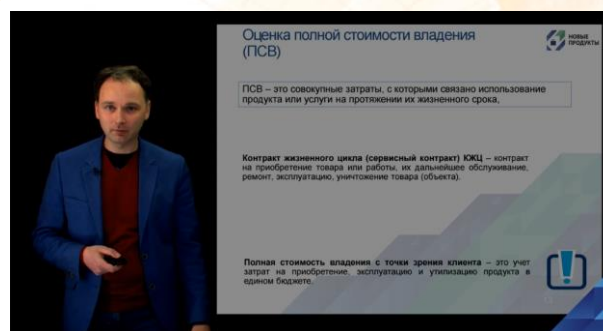 Оценка полной стоимости владения
(ПСВ)
НОВЫЕ
ПРОДУКТЫ
ПСВ – это совокупные затраты, с которыми связано использование
продукта или услуги на протяжении их жизненного срока,
Контракт жизненного цикла (сервисный контракт) КЖЦ – контракт
на приобретение товара или работы, их дальнейшее обслуживание,
ремонт, эксплуатацию, уничтожение товара (объекта).
Полная стоимость владения с точки зрения клиента – это учет
затрат на приобретение, эксплуатацию и утилизацию продукта в
едином бюджете.